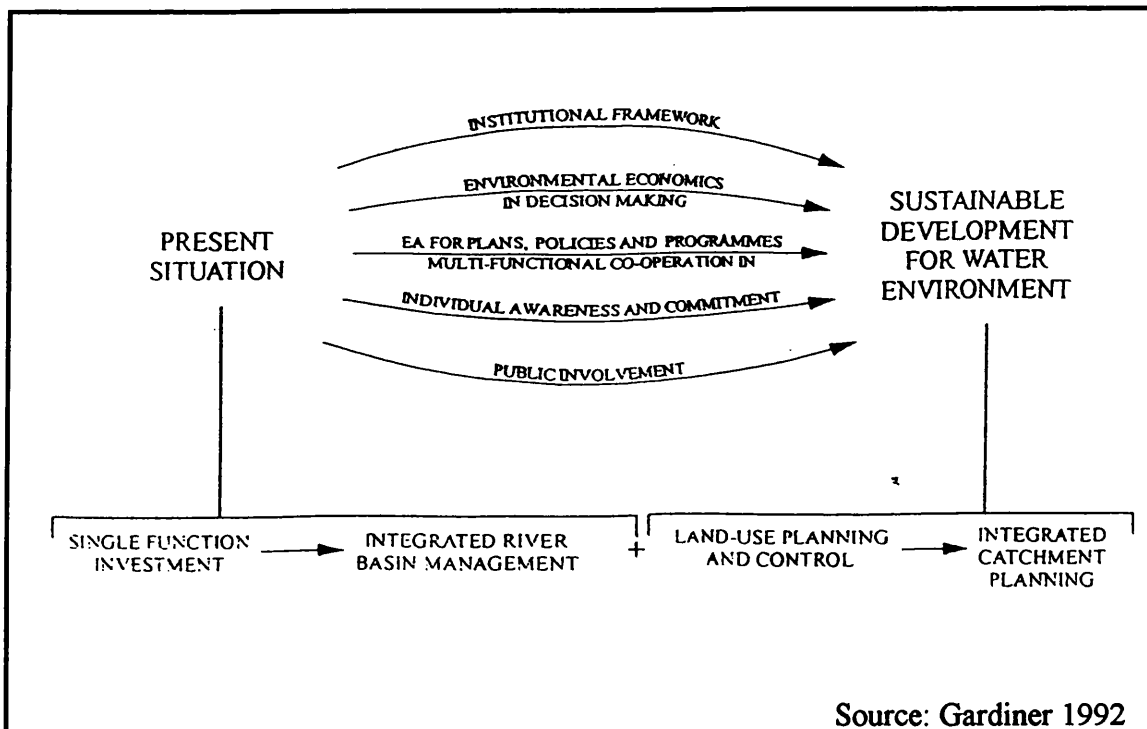 INSTITUTIONAL FRAMEWORK
ENVIRONMENTAL ECONOMICS
IN DECISION MAKING
EA FOR PLANS, POLICIES AND PROGRAMMES
MULTI-FUNCTIONAL CO-OPERATION IN
INDIVIDUAL AWARENESS AND COMMITMENT
PUBLIC INVOLVEMENT
PRESENT
SITUATION
SUSTAINABLE
DEVELOPMENT
FOR WATER
ENVIRONMENT
SINGLE FUNCTION
INVESTMENT
INTEGRATED RIVER
BASIN MANAGEMENT
+
LAND-USE PLANNING
AND CONTROL
INTEGRATED
CATCHMENT
PLANNING
Source: Gardiner 1992